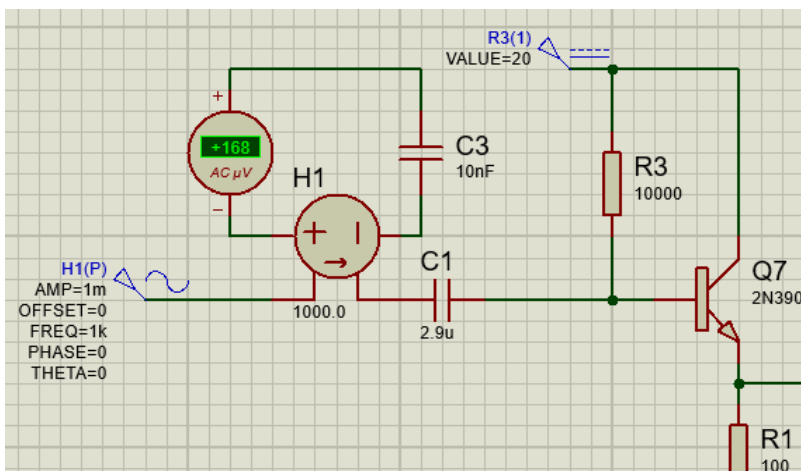 R3(1)
VALUE=20
+
+168
AC µV
−
C3
10nF
R3
10000
H1
+
H1(P)
AMP=1m
OFFSET=0
FREQ=1k
PHASE=0
THETA=0
1000.0
C1
2.9u
Q7
2N390
R1
100